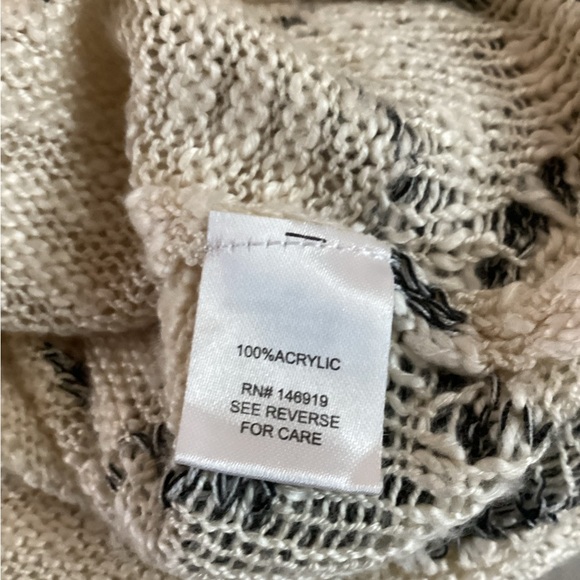 100%ACRYLIC
RN# 146919
SEE REVERSE
FOR CARE